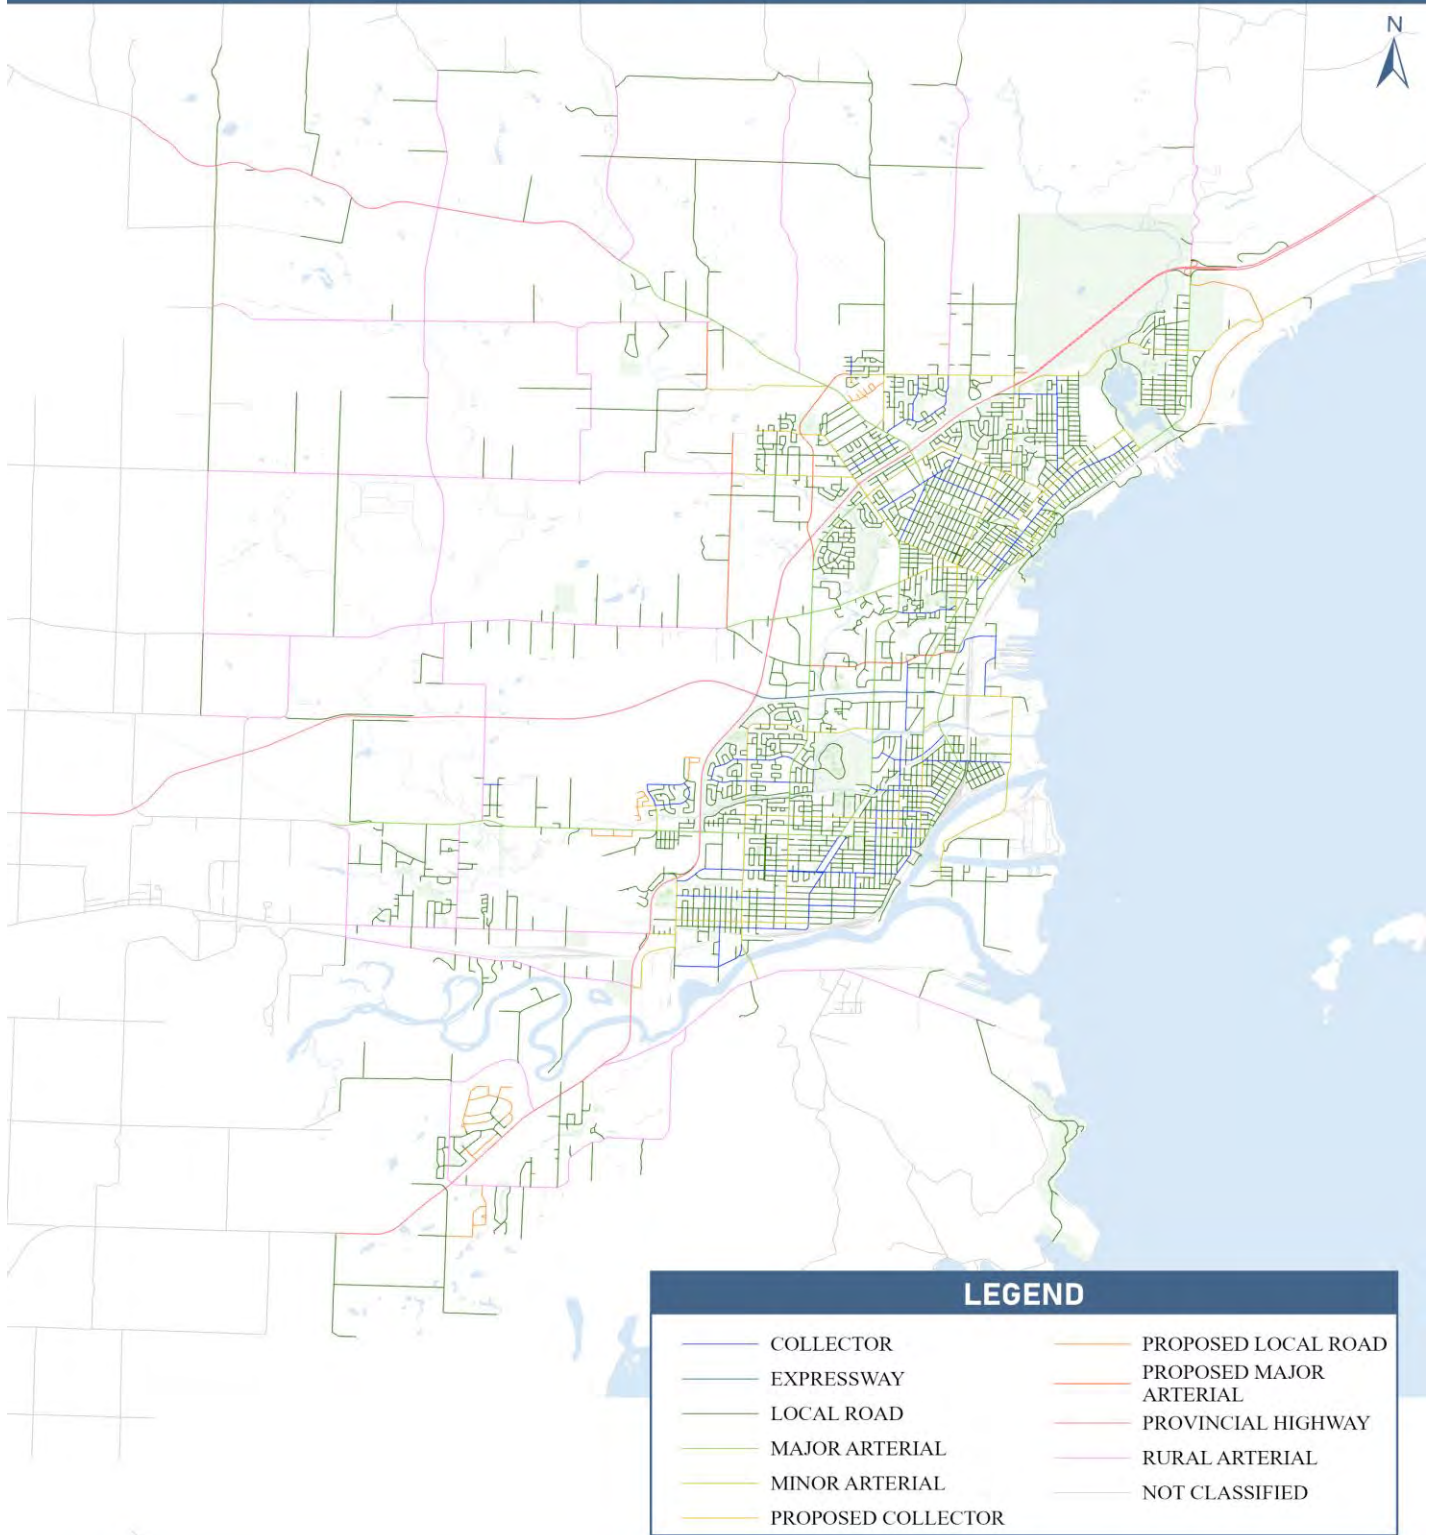 N
LEGEND
COLLECTOR
EXPRESSWAY
LOCAL ROAD
MAJOR ARTERIAL
MINOR ARTERIAL
PROPOSED COLLECTOR
PROPOSED LOCAL ROAD
PROPOSED MAJOR
ARTERIAL
PROVINCIAL HIGHWAY
RURAL ARTERIAL
NOT CLASSIFIED